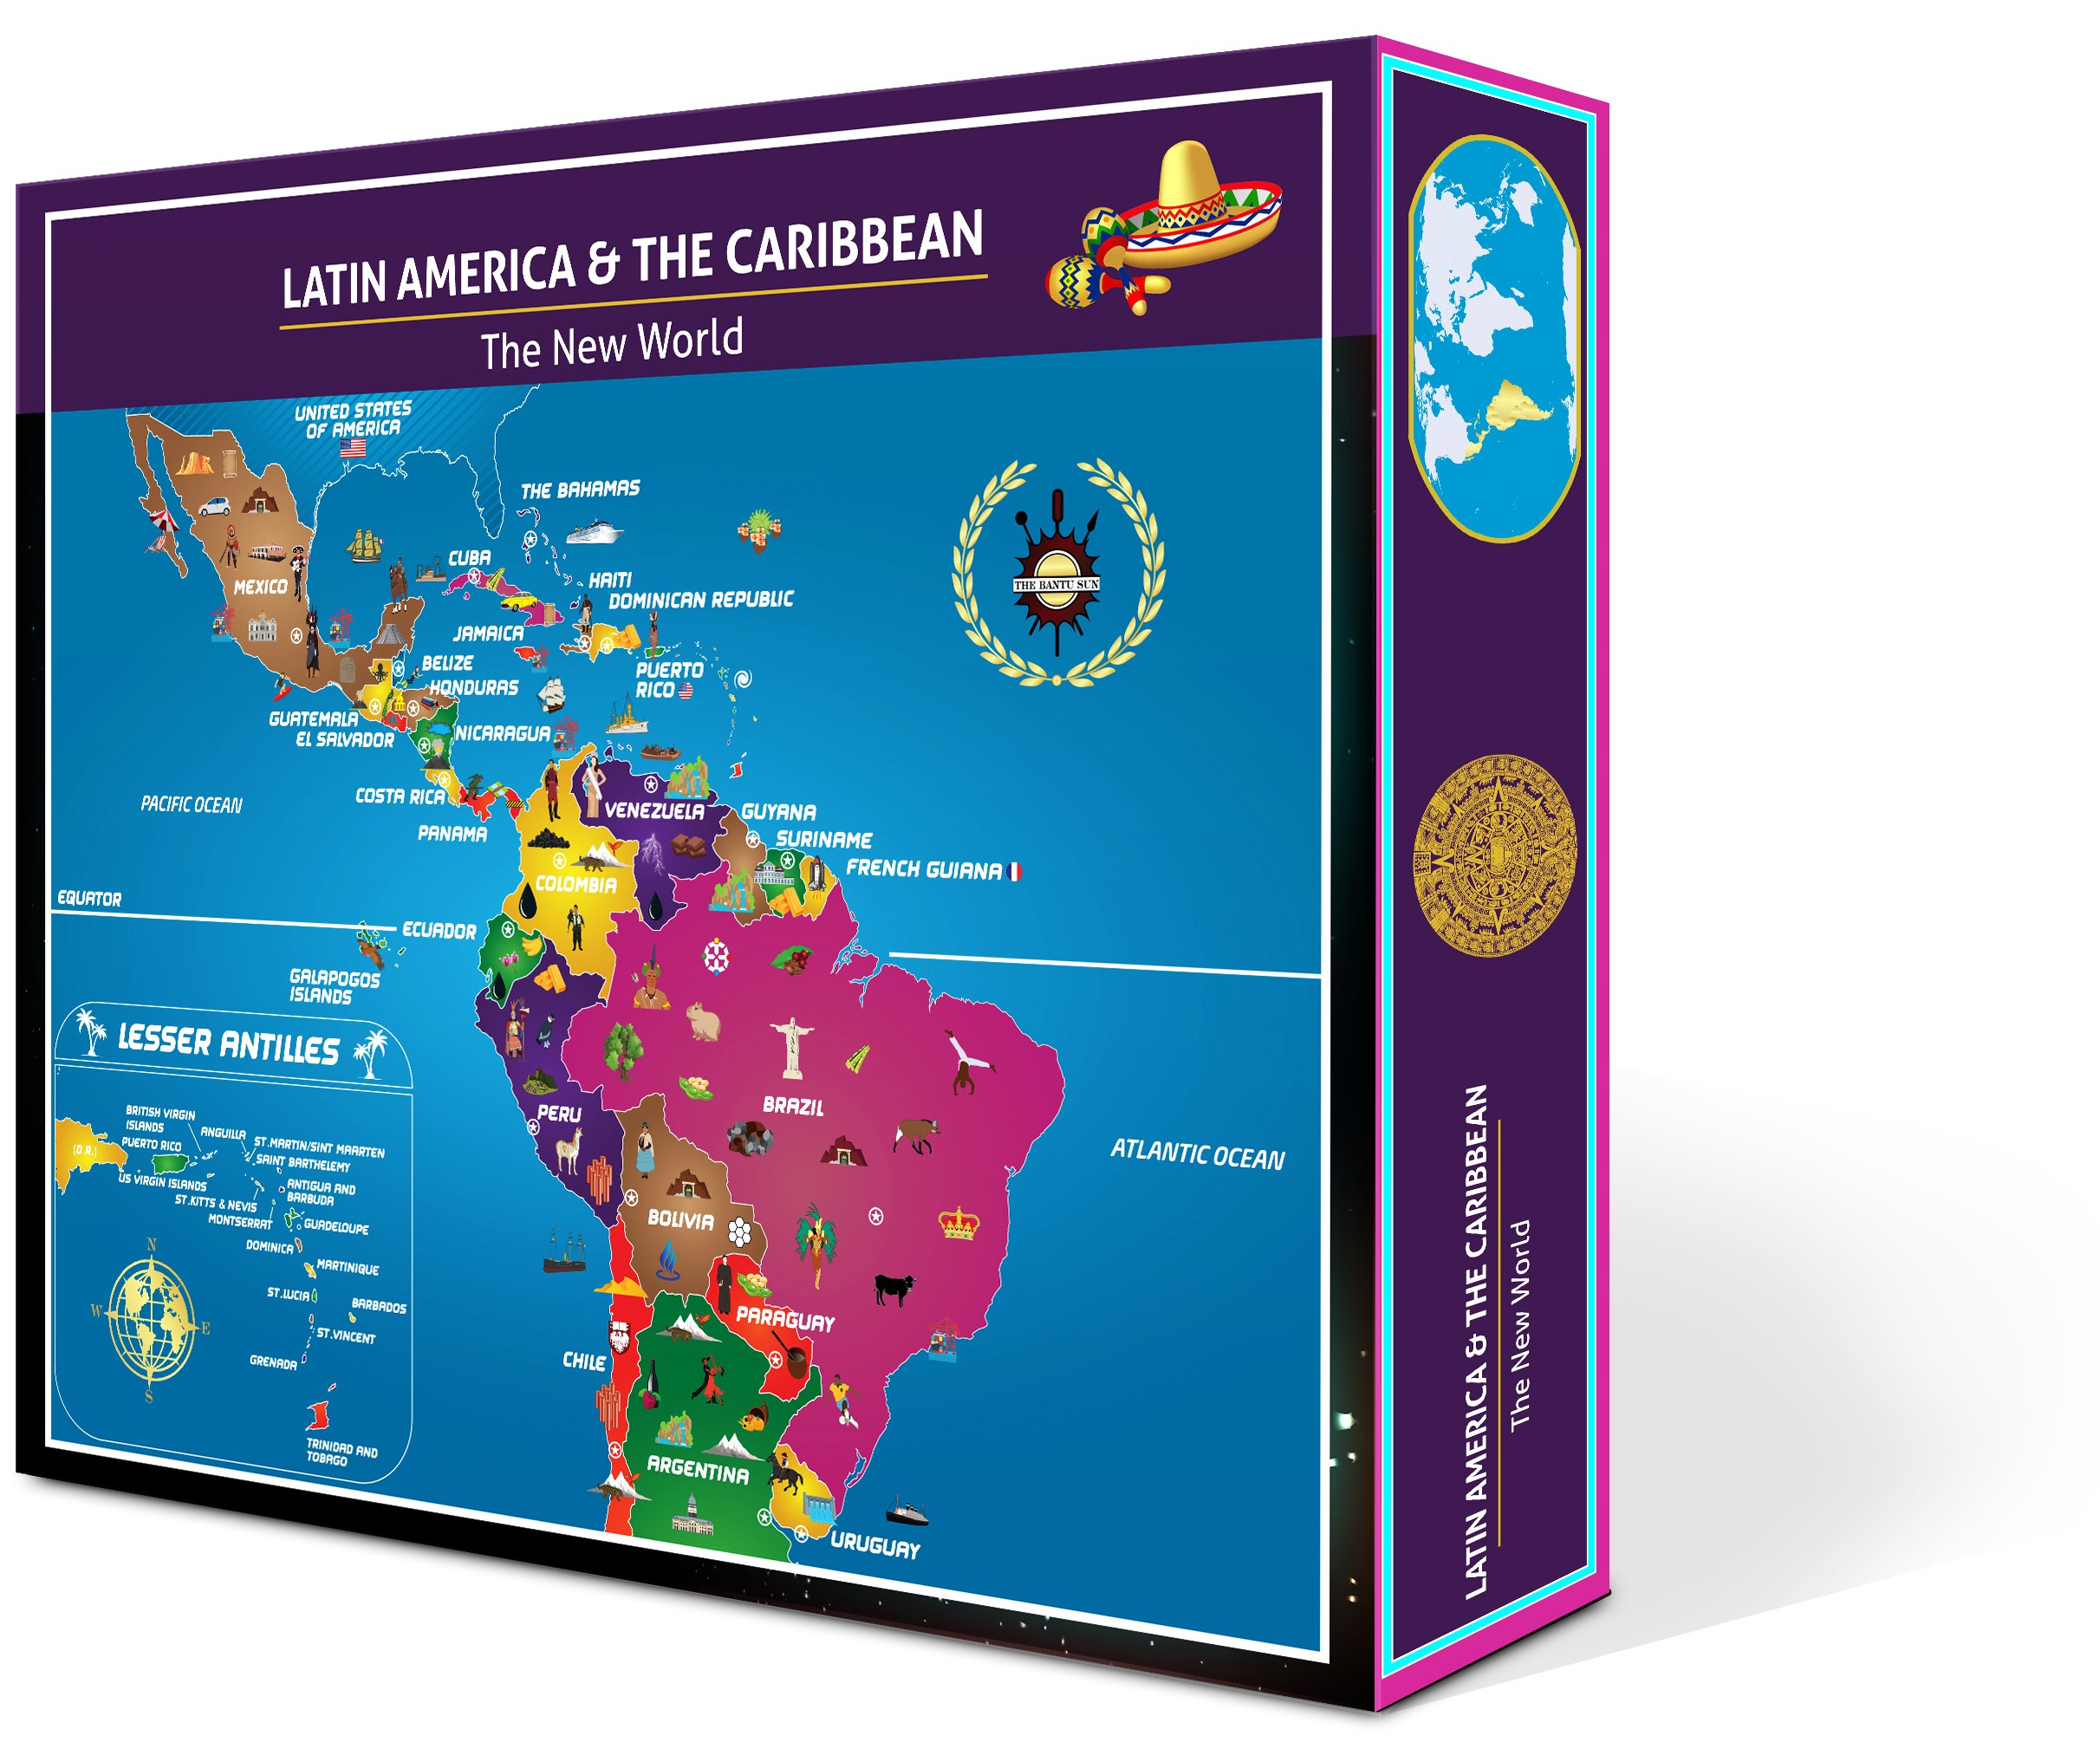 LATIN AMERICA & THE CARIBBEAN
The New World
UNITED STATES
OF AMERICA
THE BAHAMAS
CUBA
HAITI
DOMINICAN REPUBLIC
MEXICO
JAMAICA
BELIZE
PUERTO
RICO
HONDURAS
GUATEMALA
EL SALVADOR
NICARAGUA
THE BANTU SUN
COSTA RICA
PANAMA
PACIFIC OCEAN
VENEZUELA
GUYANA
SURINAME
FRENCH GUIANA
COLOMBIA
EQUATOR
ECUADOR
GALAPOGOS
ISLANDS
PERU
BRAZIL
ATLANTIC OCEAN
BOLIVIA
PARAGUAY
CHILE
ARGENTINA
URUGUAY
LESSER ANTILLES
BRITISH VIRGIN
ISLANDS
ANGUILLA
ST.MARTIN/SINT MAARTEN
PUERTO RICO
SAINT BARTHELEMY
(D.R.)
US VIRGIN ISLANDS
ANTIGUA AND
BARBUDA
ST.KITTS & NEVIS
MONTSERRAT
GUADELOUPE
DOMINICA
MARTINIQUE
ST.LUCIA
BARBADOS
ST.VINCENT
GRENADA
TRINIDAD AND
TOBAGO
N
W
E
S
LATIN AMERICA & THE CARIBBEAN
The New World